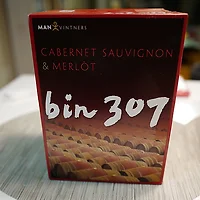 MAN VINTNERS
CABERNET SAUVIGNON
& MERLOT
bin 307